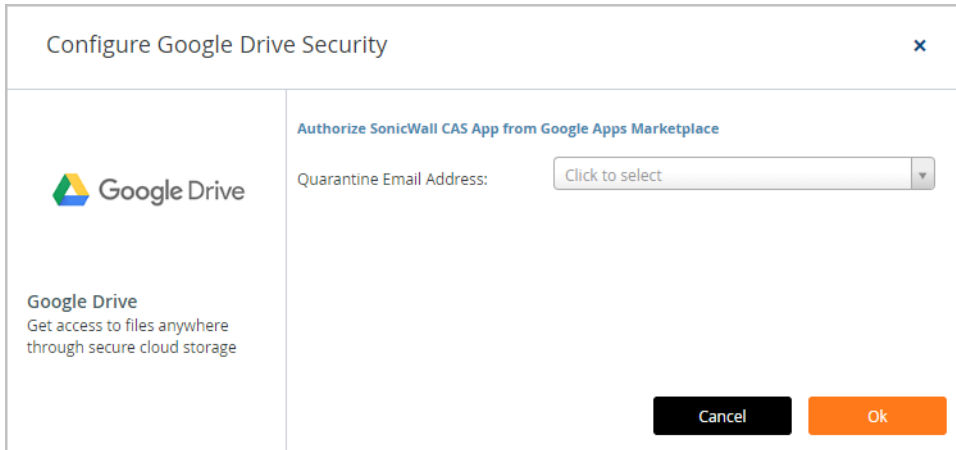 Configure Google Drive Security
×
Authorize SonicWall CAS App from Google Apps Marketplace
Quarantine Email Address:
Click to select
Google Drive
Google Drive
Get access to files anywhere
through secure cloud storage
Cancel
Ok